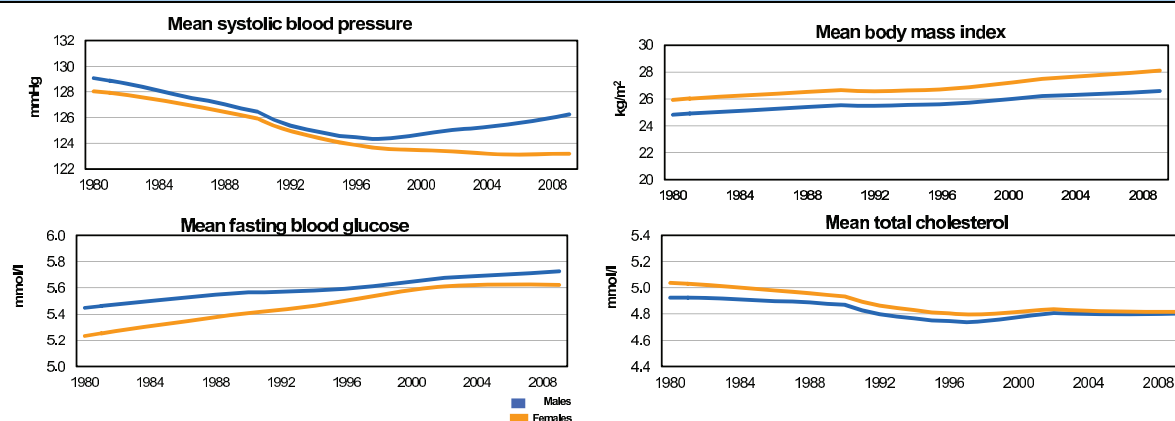 Mean systolic blood pressure
132
130
128
126
124
122
mmHg
1980 1984 1988 1992 1996 2000 2004 2008
Mean body mass index
30
28
26
24
22
20
kg/m²
1980 1984 1988 1992 1996 2000 2004 2008
Mean fasting blood glucose
6.0
5.8
5.6
5.4
5.2
5.0
mmol/l
1980 1984 1988 1992 1996 2000 2004 2008
Mean total cholesterol
5.4
5.2
5.0
4.8
4.6
4.4
mmol/l
1980 1984 1988 1992 1996 2000 2004 2008
Males
Females